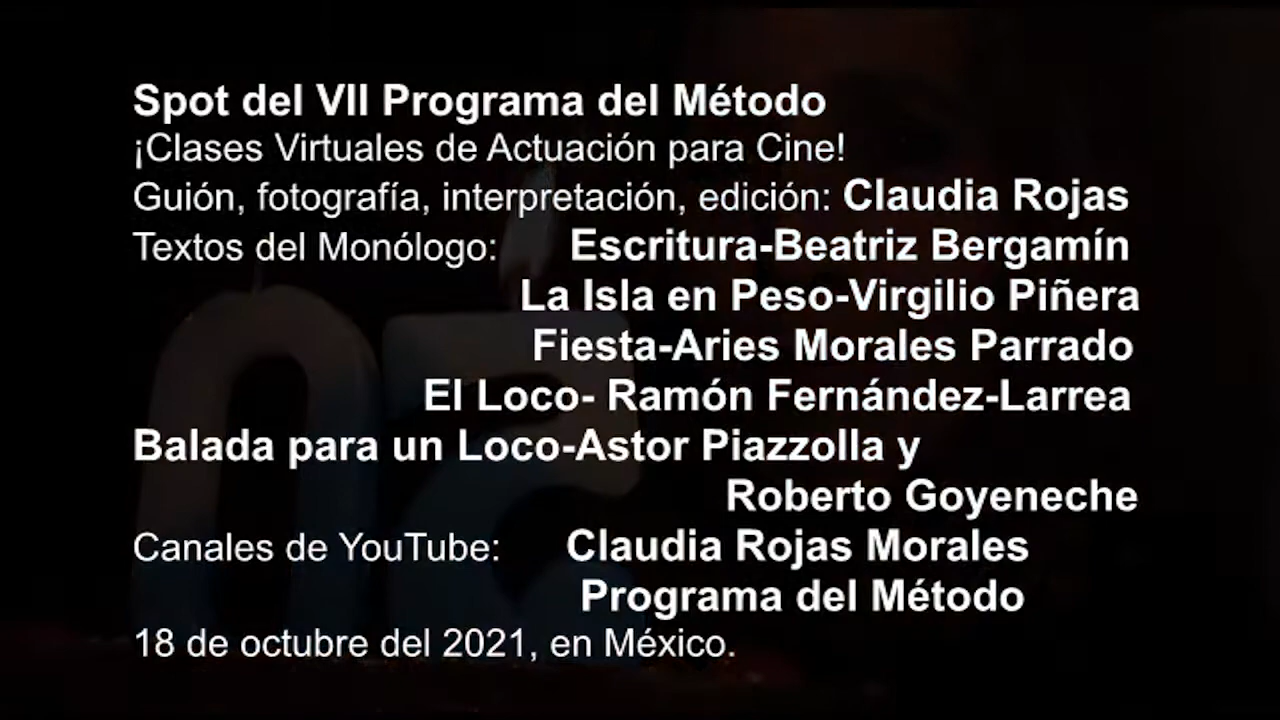 Spot del VII Programa del Método
¡Clases Virtuales de Actuación para Cine!
Guión, fotografía, interpretación, edición: Claudia Rojas
Textos del Monólogo: Escritura-Beatriz Bergamín
La Isla en Peso-Virgilio Piñera
Fiesta-Aries Morales Parrado
El Loco- Ramón Fernández-Larrea
Balada para un Loco-Astor Piazzolla y
Roberto Goyeneche
Canales de YouTube: Claudia Rojas Morales
Programa del Método
18 de octubre del 2021, en México.